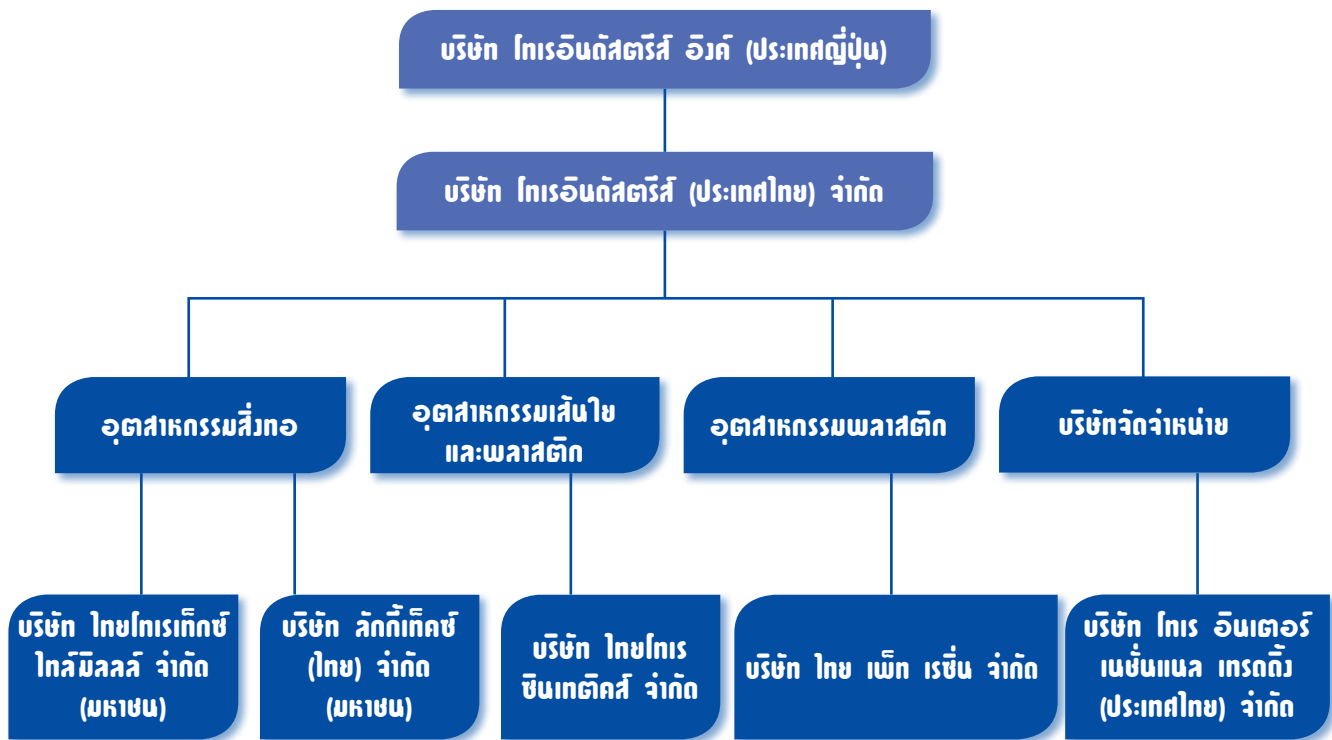 บริษัท โทเรอินดัสตรีส์ อิงค์ (ประเทศญี่ปุ่น)
บริษัท โทเรอินดัสตรีส์ (ประเทศไทย) จำกัด
อุตสาหกรรมสิ่งทอ
อุตสาหกรรมเส้นใย
และพลาสติก
อุตสาหกรรมพลาสติก
บริษัทจัดจำหน่าย
บริษัท ไทยโทเรเท็กซ์
ไทล์มิลลล์ จำกัด
(มหาชน)
บริษัท ลักกี้เท็คซ์
(ไทย) จำกัด
(มหาชน)
บริษัท ไทยโทเร
ซินเทติคส์ จำกัด
บริษัท ไทย เพ็ท เรซิ่น จำกัด
บริษัท โทเร อินเตอร์
เนชั่นแนล เทรดดิ้ง
(ประเทศไทย) จำกัด